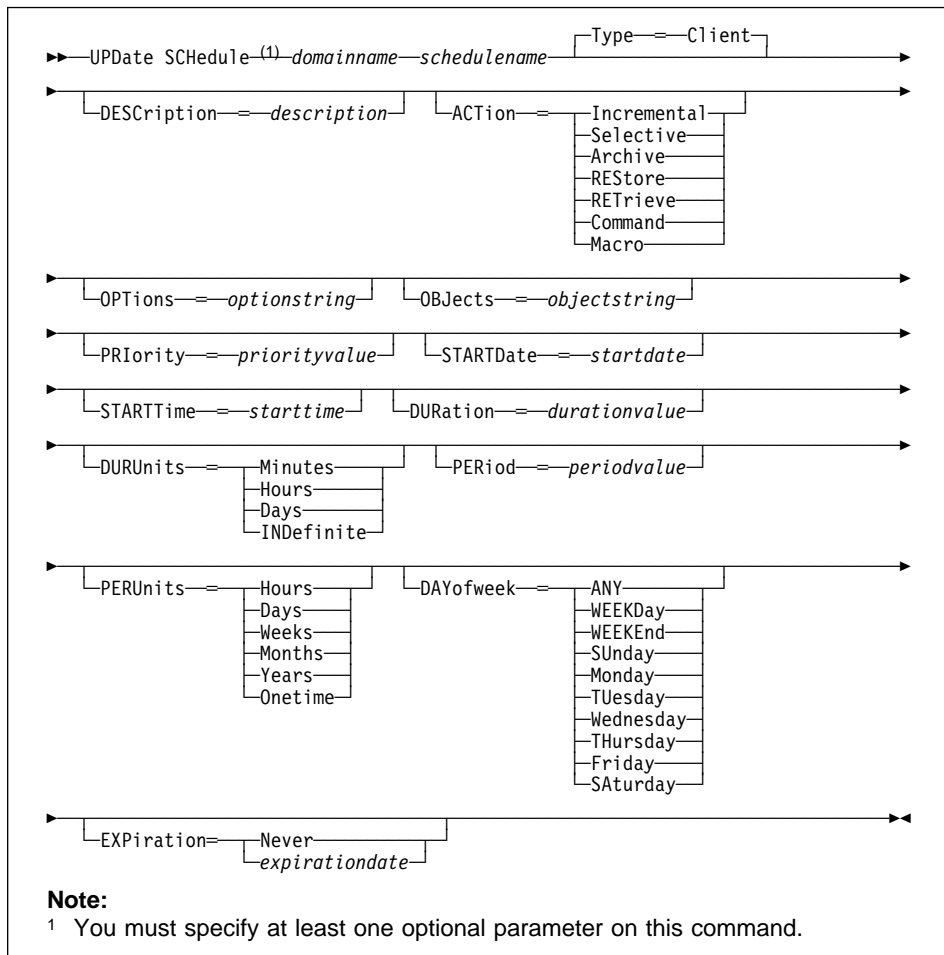 Type=Client
UPDate SCHedule (1) domainname schedulename
DESCription=description ACTion=Incremental
Selective
Archive
REStore
RETrieve
Command
Macro
OPTions=optionstring OBJects=objectstring
PRIority=priorityvalue STARTDate=startdate
STARTTime=starttime DURation=durationvalue
DURUnits=Minutes PERiod=periodvalue
Hours
Days
INDefinite
PERUnits=Hours DAYofweek=ANY
Days WEEKDay
Weeks WEEKEnd
Months SUnday
Years Monday
Onetime TUesday
Wednesday
THursday
Friday
SAturday
EXPiration=Never
expirationdate
Note:
1 You must specify at least one optional parameter on this command.